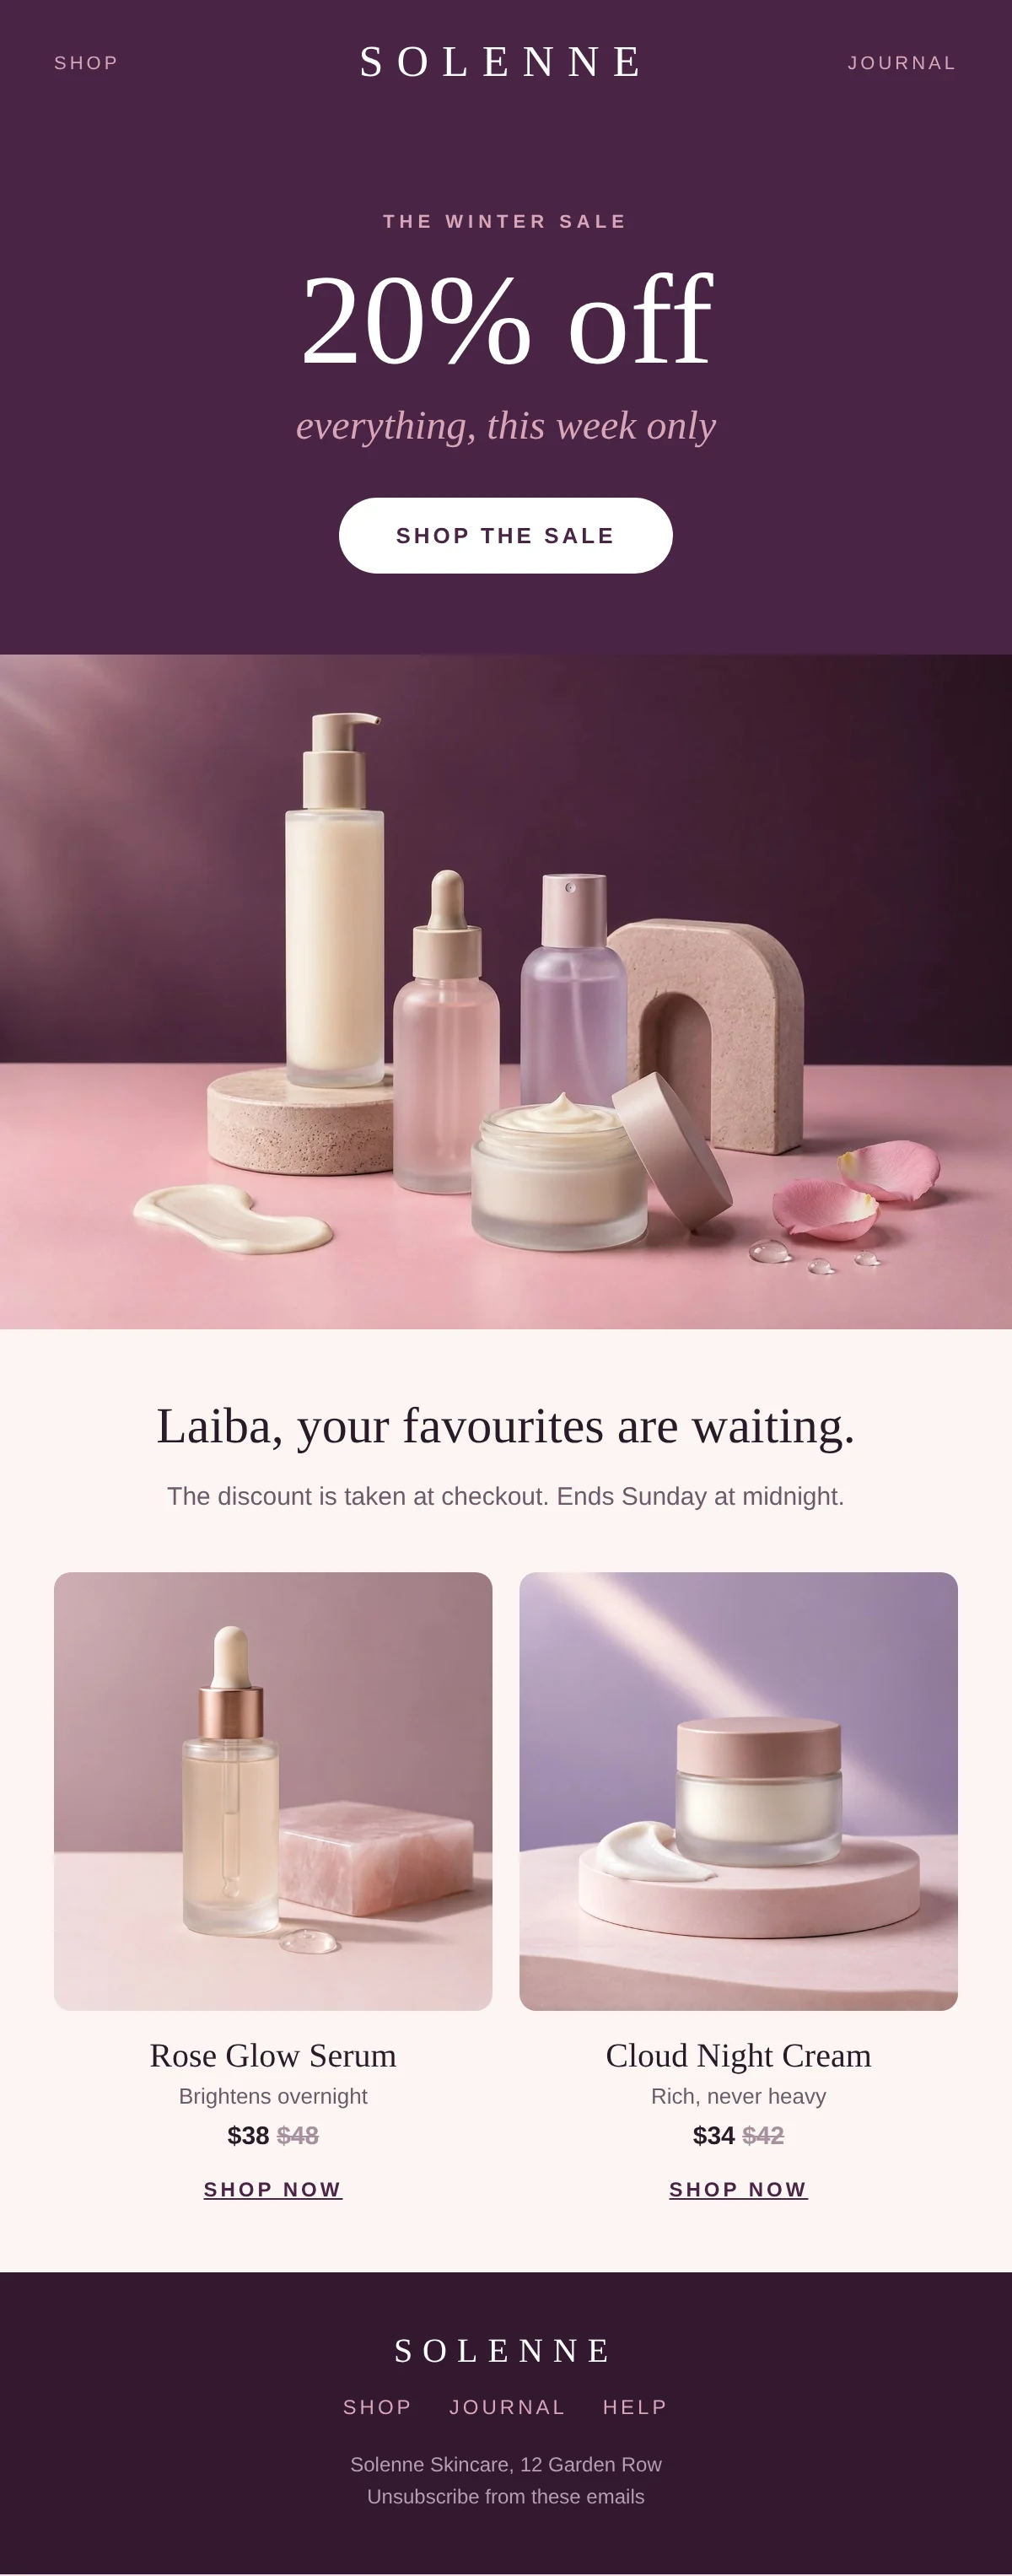 SHOP
SOLENNE
JOURNAL
THE WINTER SALE
20% off
everything, this week only
SHOP THE SALE
Laiba, your favourites are waiting.
The discount is taken at checkout. Ends Sunday at midnight.
Rose Glow Serum
Brightens overnight
$38 $48
SHOP NOW
Cloud Night Cream
Rich, never heavy
$34 $42
SHOP NOW
SOLENNE
SHOP JOURNAL HELP
Solenne Skincare, 12 Garden Row
Unsubscribe from these emails